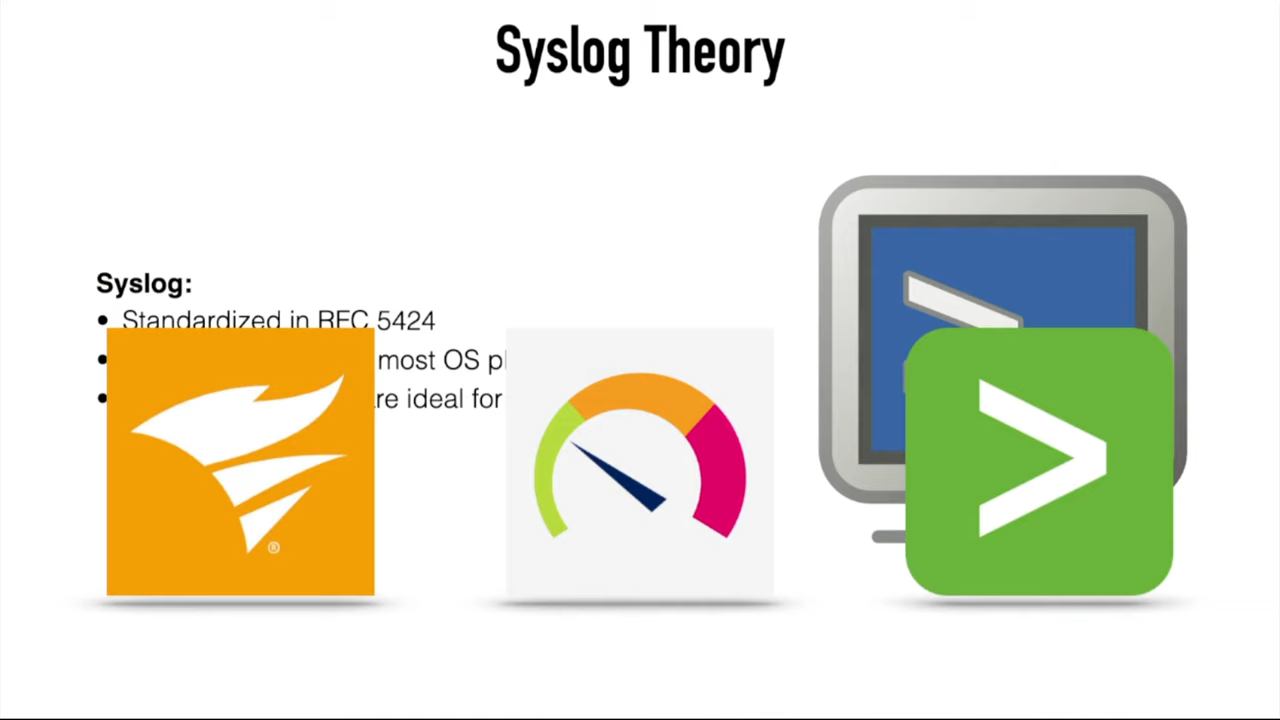 Syslog Theory
Syslog:
• Standardized in RFC 5424
• most OS pl
• re ideal for
®